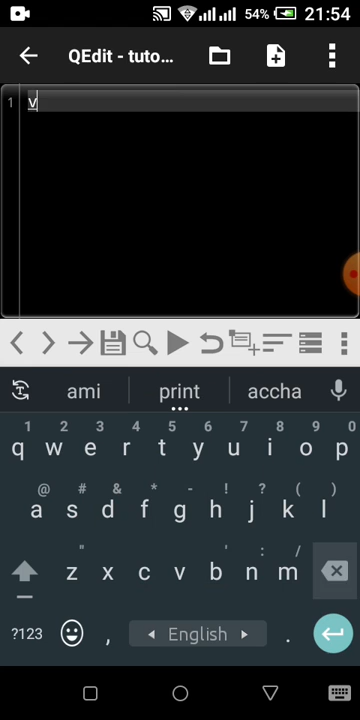 54% 21:54
QEdit - tuto...
1 v
ami print accha
1 2 3 4 5 6 7 8 9 0
q w e r t y u i o p
@ # & * - ! ? ( )
a s d f g h j k l
" ' : /
z x c v b n m
?123 , English .